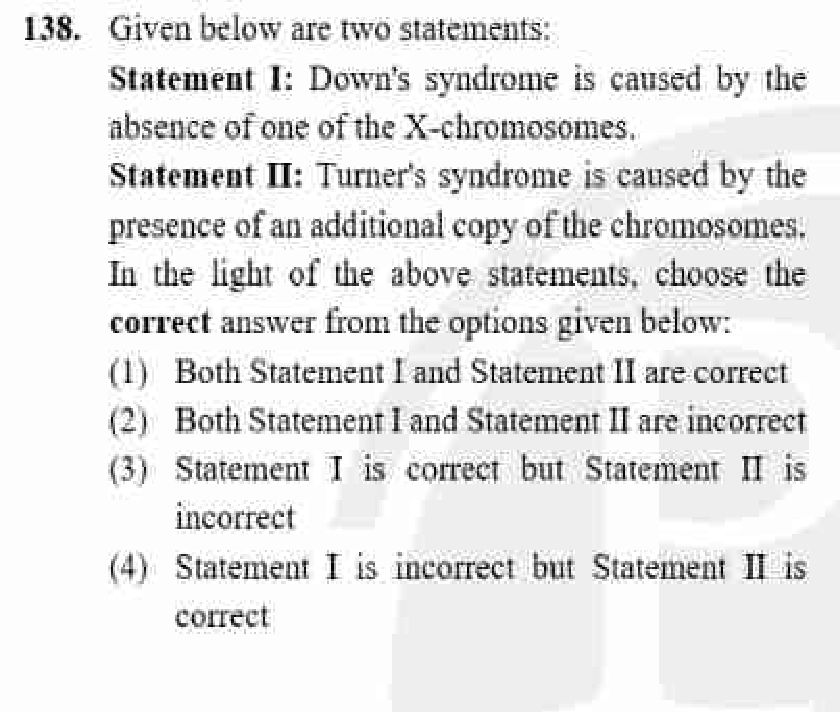 138. Given below are two statements:
Statement I: Down's syndrome is caused by the
absence of one of the X-chromosomes.
Statement II: Turner's syndrome is caused by the
presence of an additional copy of the chromosomes.
In the light of the above statements, choose the
correct answer from the options given below:
(1) Both Statement I and Statement II are correct
(2) Both Statement I and Statement II are incorrect
(3) Statement I is correct but Statement II is
incorrect
(4) Statement I is incorrect but Statement II is
correct